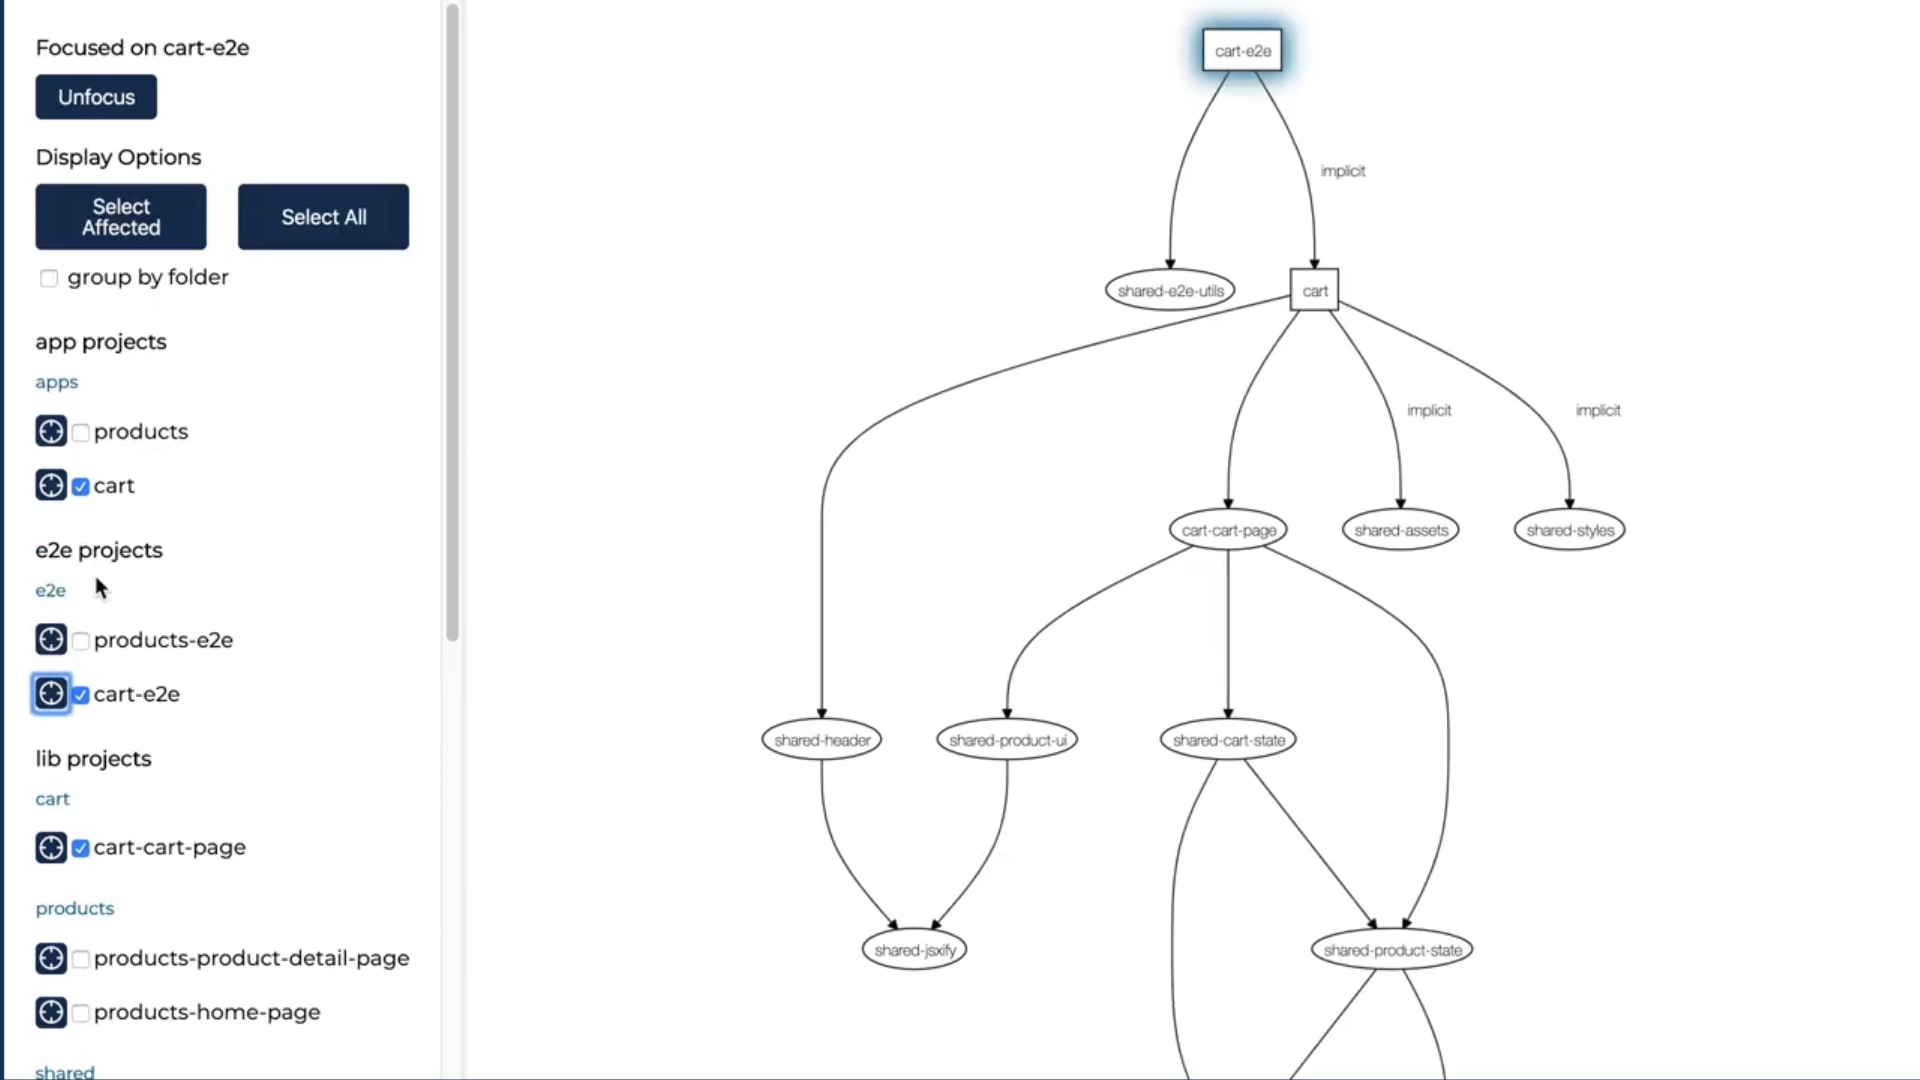 Focused on cart-e2e
Unfocus
Display Options
Select
Affected
Select All
group by folder
app projects
apps
products
cart
e2e projects
e2e
products-e2e
cart-e2e
lib projects
cart
cart-cart-page
products
products-product-detail-page
products-home-page
shared
cart-e2e
implicit
shared-e2e-utils
cart
implicit
implicit
cart-cart-page
shared-assets
shared-styles
shared-header
shared-product-ui
shared-cart-state
shared-jsxify
shared-product-state